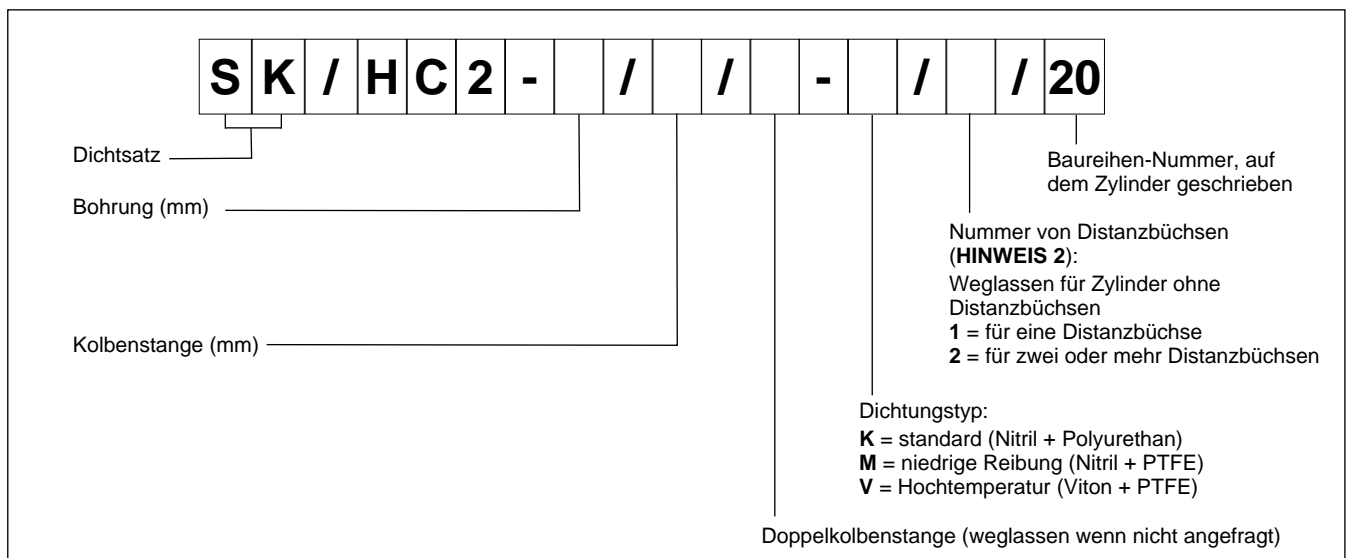 SK/HC2- / / - / /20
Dichtsatz
Bohrung (mm)
Kolbenstange (mm)
Baureihen-Nummer, auf
dem Zylinder geschrieben
Nummer von Distanzbüchsen
(HINWEIS 2):
Weglassen für Zylinder ohne
Distanzbüchsen
1 = für eine Distanzbüchse
2 = für zwei oder mehr Distanzbüchsen
Dichtungstyp:
K = standard (Nitril + Polyurethan)
M = niedrige Reibung (Nitril + PTFE)
V = Hochtemperatur (Viton + PTFE)
Doppelkolbenstange (weglassen wenn nicht angefragt)